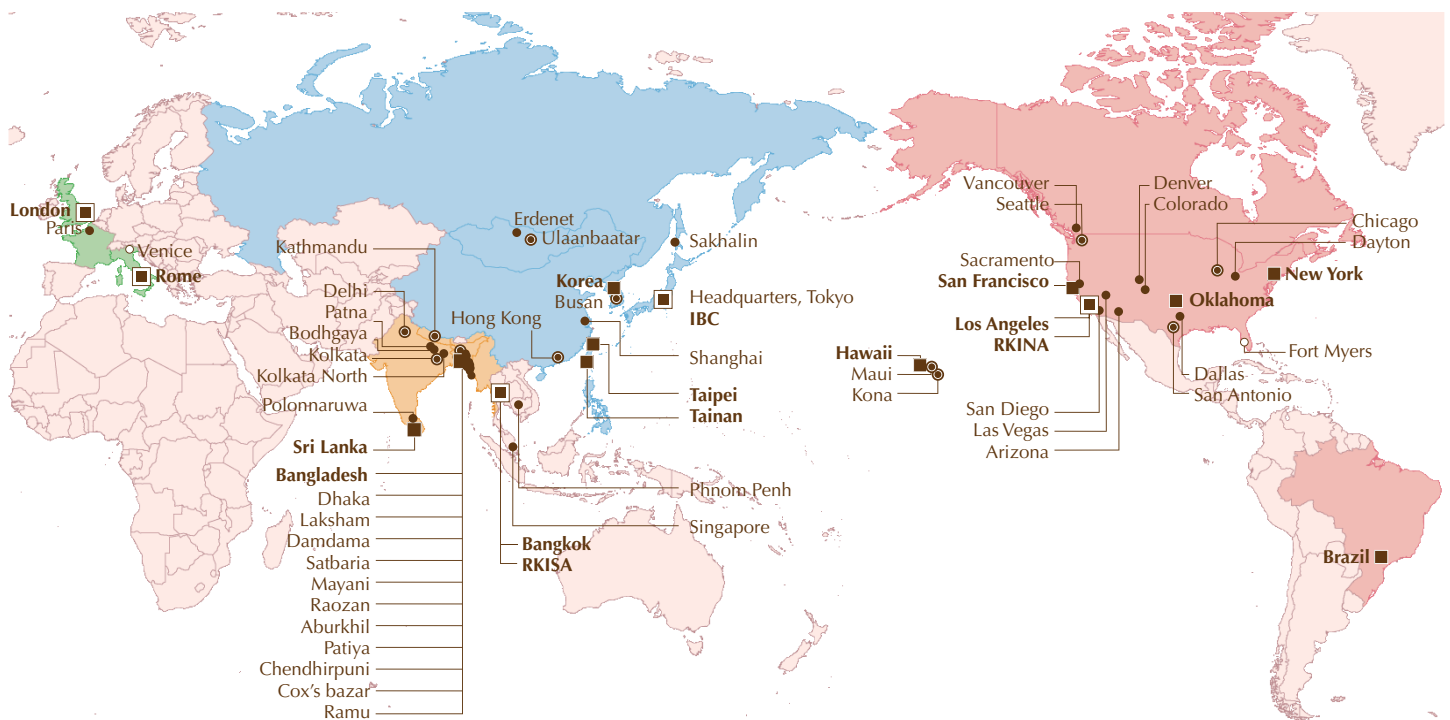 London
Paris
Venice
Rome
Kathmandu
Delhi
Patna
Bodhgaya
Kolkata
Kolkata North
Polonnaruwa
Sri Lanka
Bangladesh
Dhaka
Laksham
Damdama
Satbaria
Mayani
Raozan
Aburkhil
Patiya
Chendhirpuni
Cox's bazar
Ramu
Erdenet
Ulaanbaatar
Sakhalin
Korea
Busan
Headquarters, Tokyo
IBC
Hong Kong
Shanghai
Taipei
Tainan
Phnom Penh
Singapore
Bangkok
RKISA
Hawaii
Maui
Kona
Vancouver
Seattle
Sacramento
San Francisco
Los Angeles
RKINA
San Diego
Las Vegas
Arizona
Denver
Colorado
Chicago
Dayton
New York
Oklahoma
Fort Myers
Dallas
San Antonio
Brazil